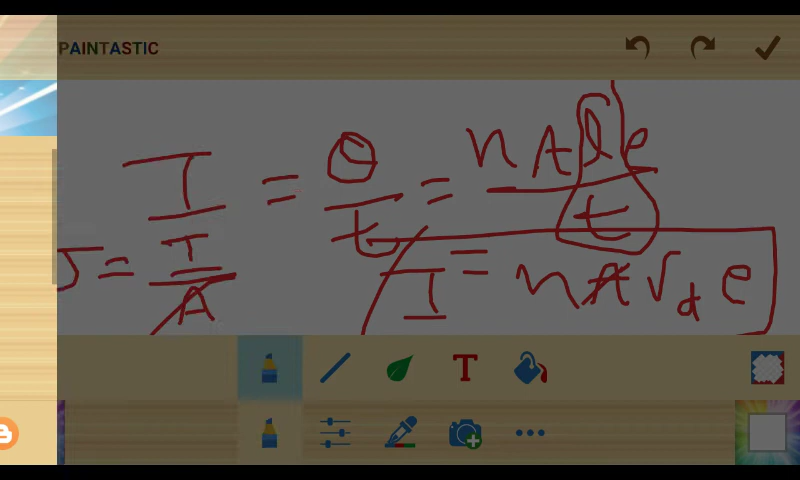 PAINTASTIC
I = Q/t = nAle/t
J = I/A
I = nAV_d e
T